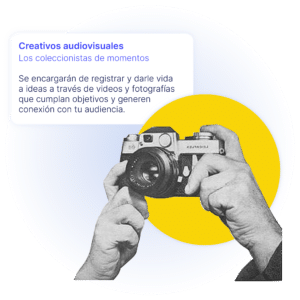 Creativos audiovisuales
Los coleccionistas de momentos
Se encargarán de registrar y darle vida
a ideas a través de videos y fotografías
que cumplan objetivos y generen
conexión con tu audiencia.